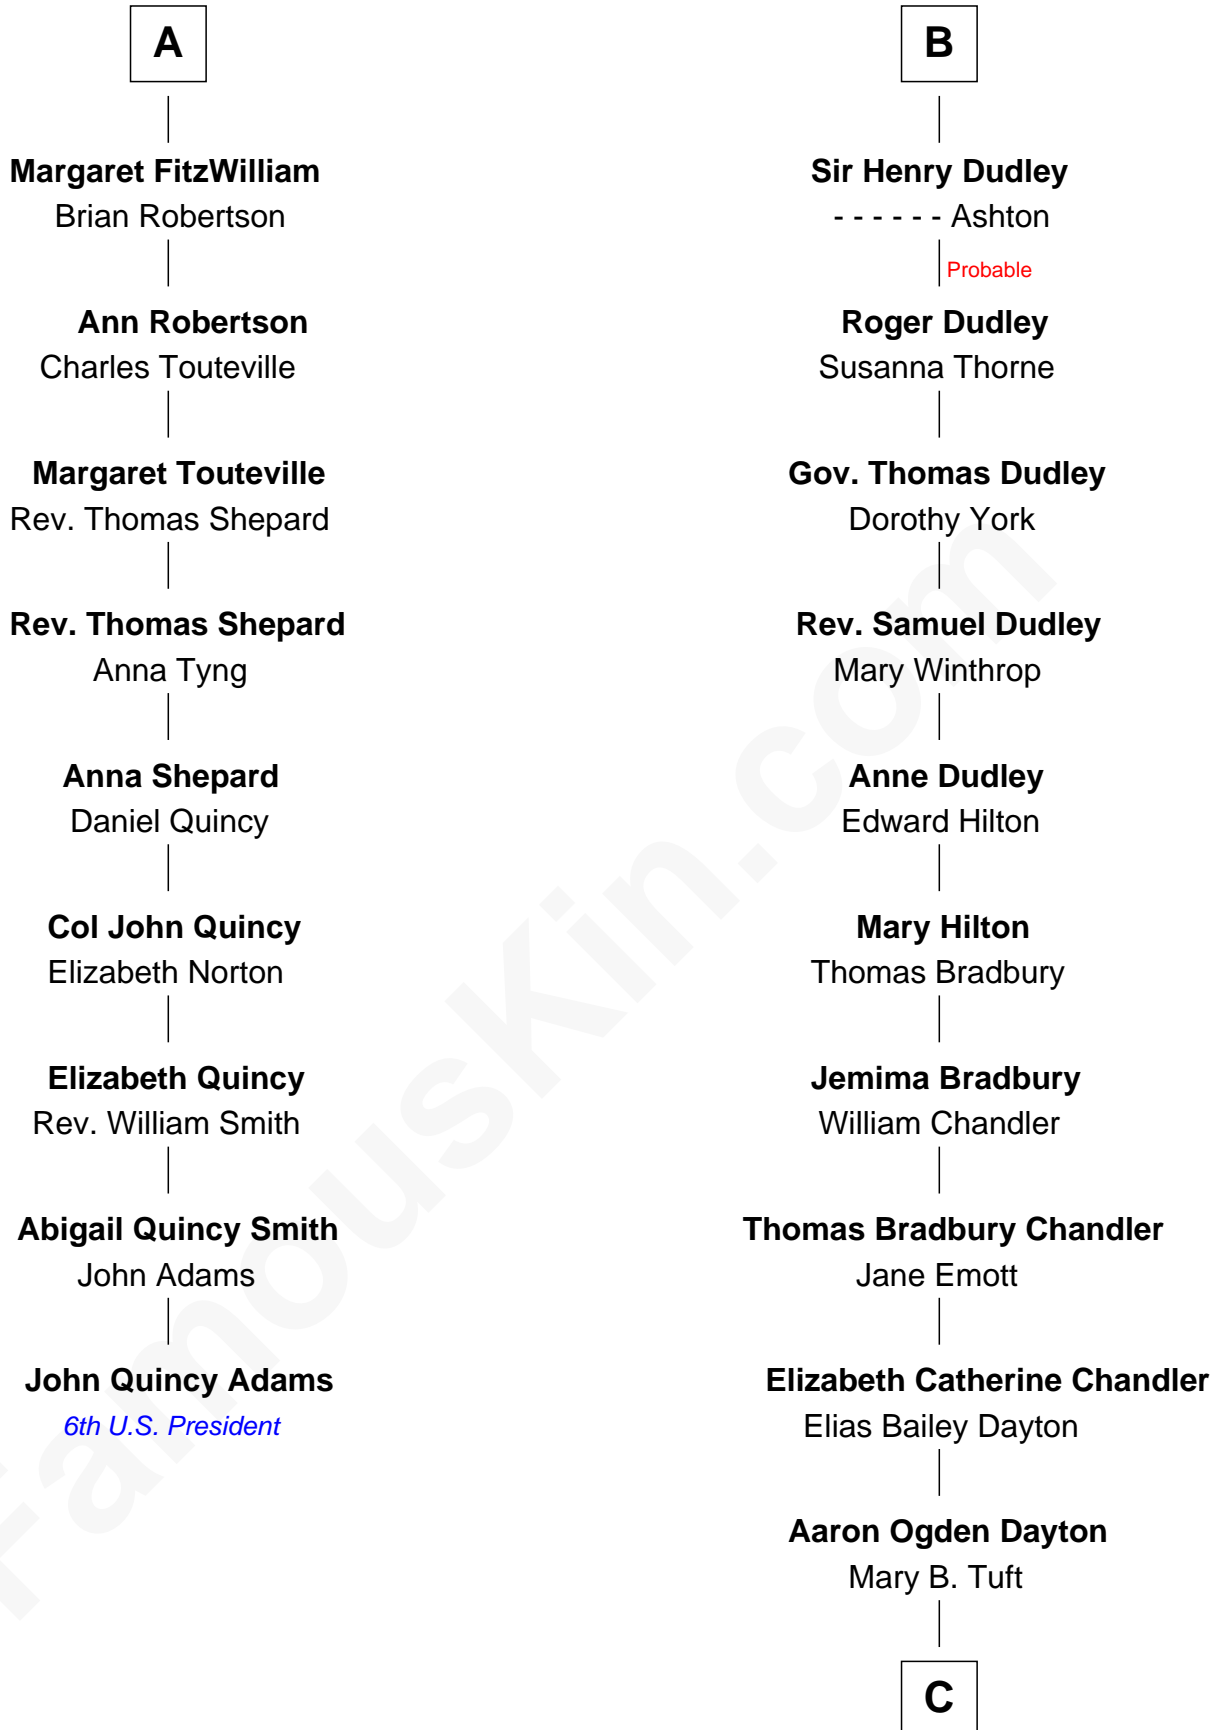 A
Margaret FitzWilliam
Brian Robertson
Ann Robertson
Charles Touteville
Margaret Touteville
Rev. Thomas Shepard
Rev. Thomas Shepard
Anna Tyng
Anna Shepard
Daniel Quincy
Col John Quincy
Elizabeth Norton
Elizabeth Quincy
Rev. William Smith
Abigail Quincy Smith
John Adams
John Quincy Adams
6th U.S. President
B
Sir Henry Dudley
- - - - - - Ashton
Probable
Roger Dudley
Susanna Thorne
Gov. Thomas Dudley
Dorothy York
Rev. Samuel Dudley
Mary Winthrop
Anne Dudley
Edward Hilton
Mary Hilton
Thomas Bradbury
Jemima Bradbury
William Chandler
Thomas Bradbury Chandler
Jane Emott
Elizabeth Catherine Chandler
Elias Bailey Dayton
Aaron Ogden Dayton
Mary B. Tuft
C
FamousKin.com